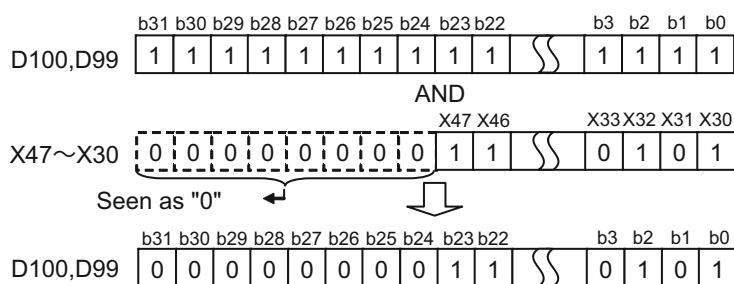 b31 b30 b29 b28 b27 b26 b25 b24 b23 b22 b3 b2 b1 b0
D100,D99 1 1 1 1 1 1 1 1 1 1 1 1 1 1
AND
X47 X46 X33 X32 X31 X30
X47～X30 0 0 0 0 0 0 0 0 1 1 0 1 0 1
Seen as "0"
b31 b30 b29 b28 b27 b26 b25 b24 b23 b22 b3 b2 b1 b0
D100,D99 0 0 0 0 0 0 0 0 1 1 0 1 0 1